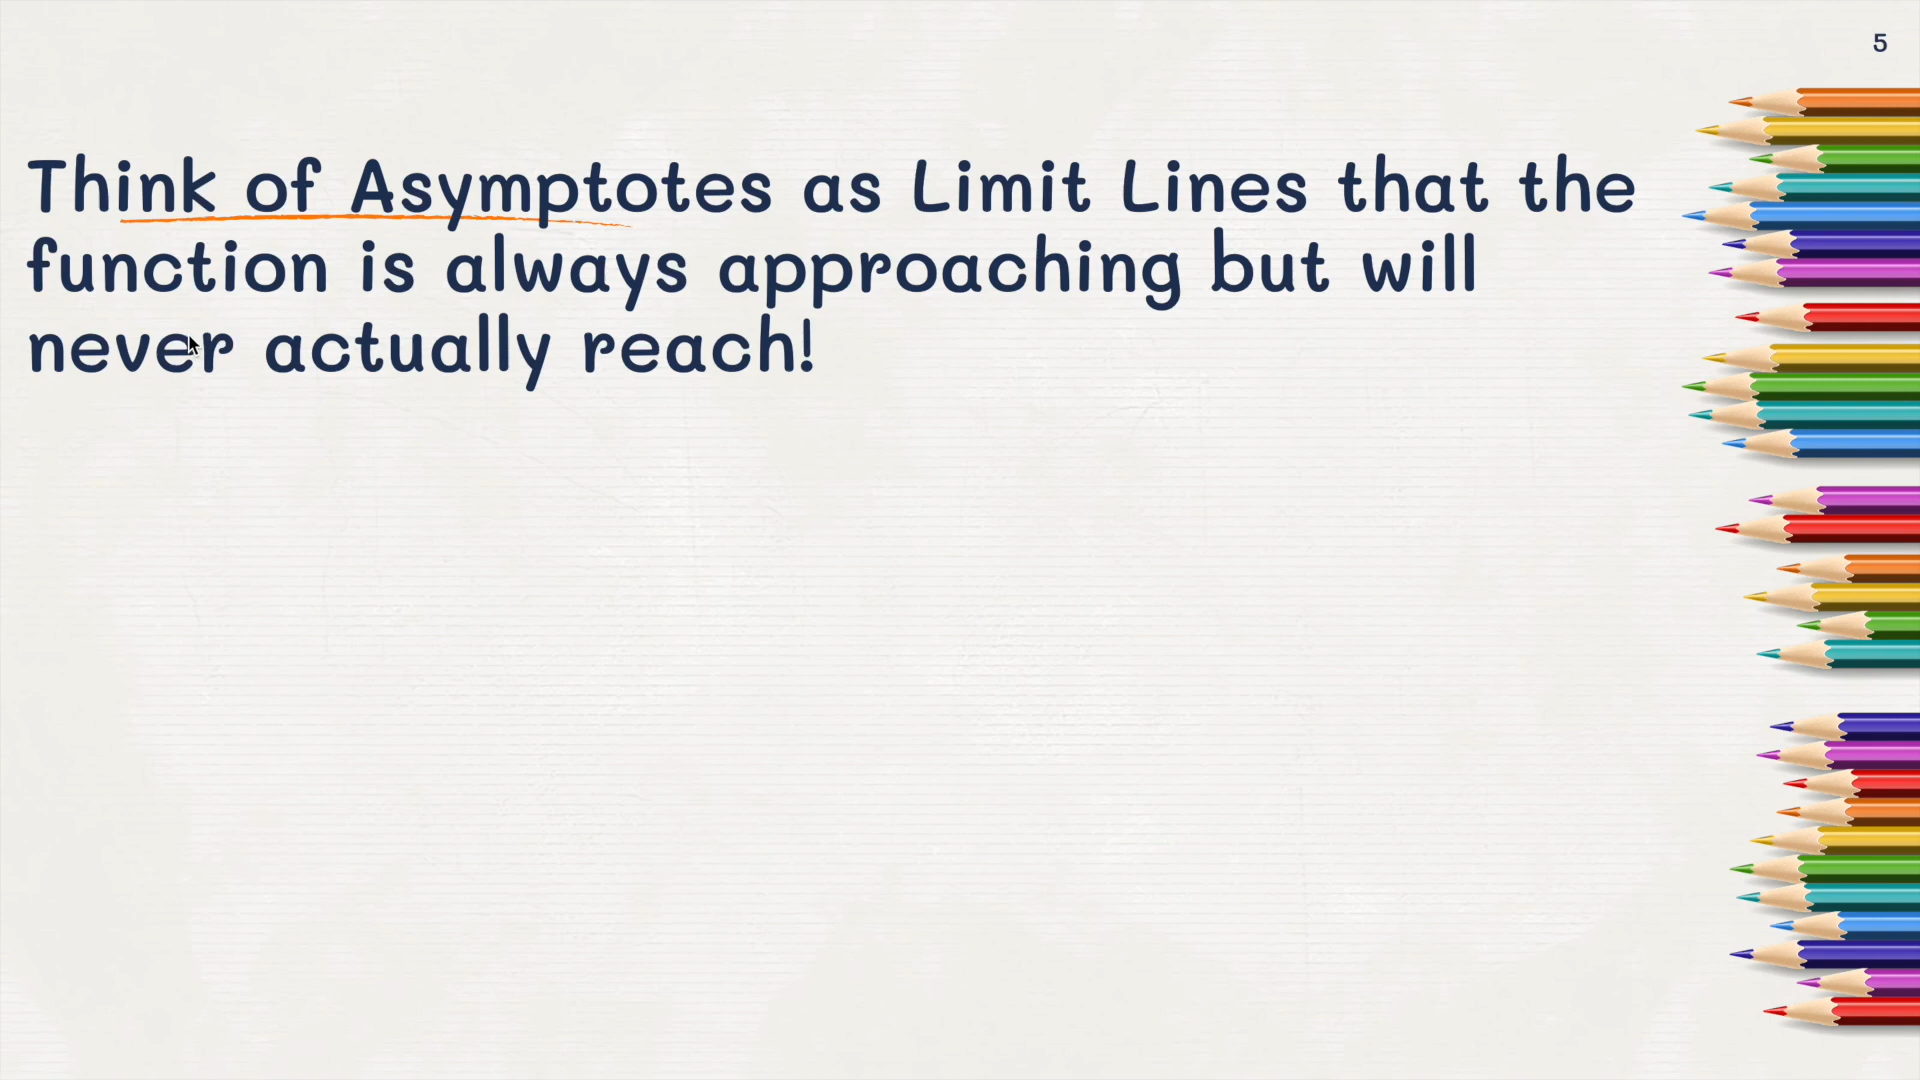 5
Think of Asymptotes as Limit Lines that the
function is always approaching but will
never actually reach!